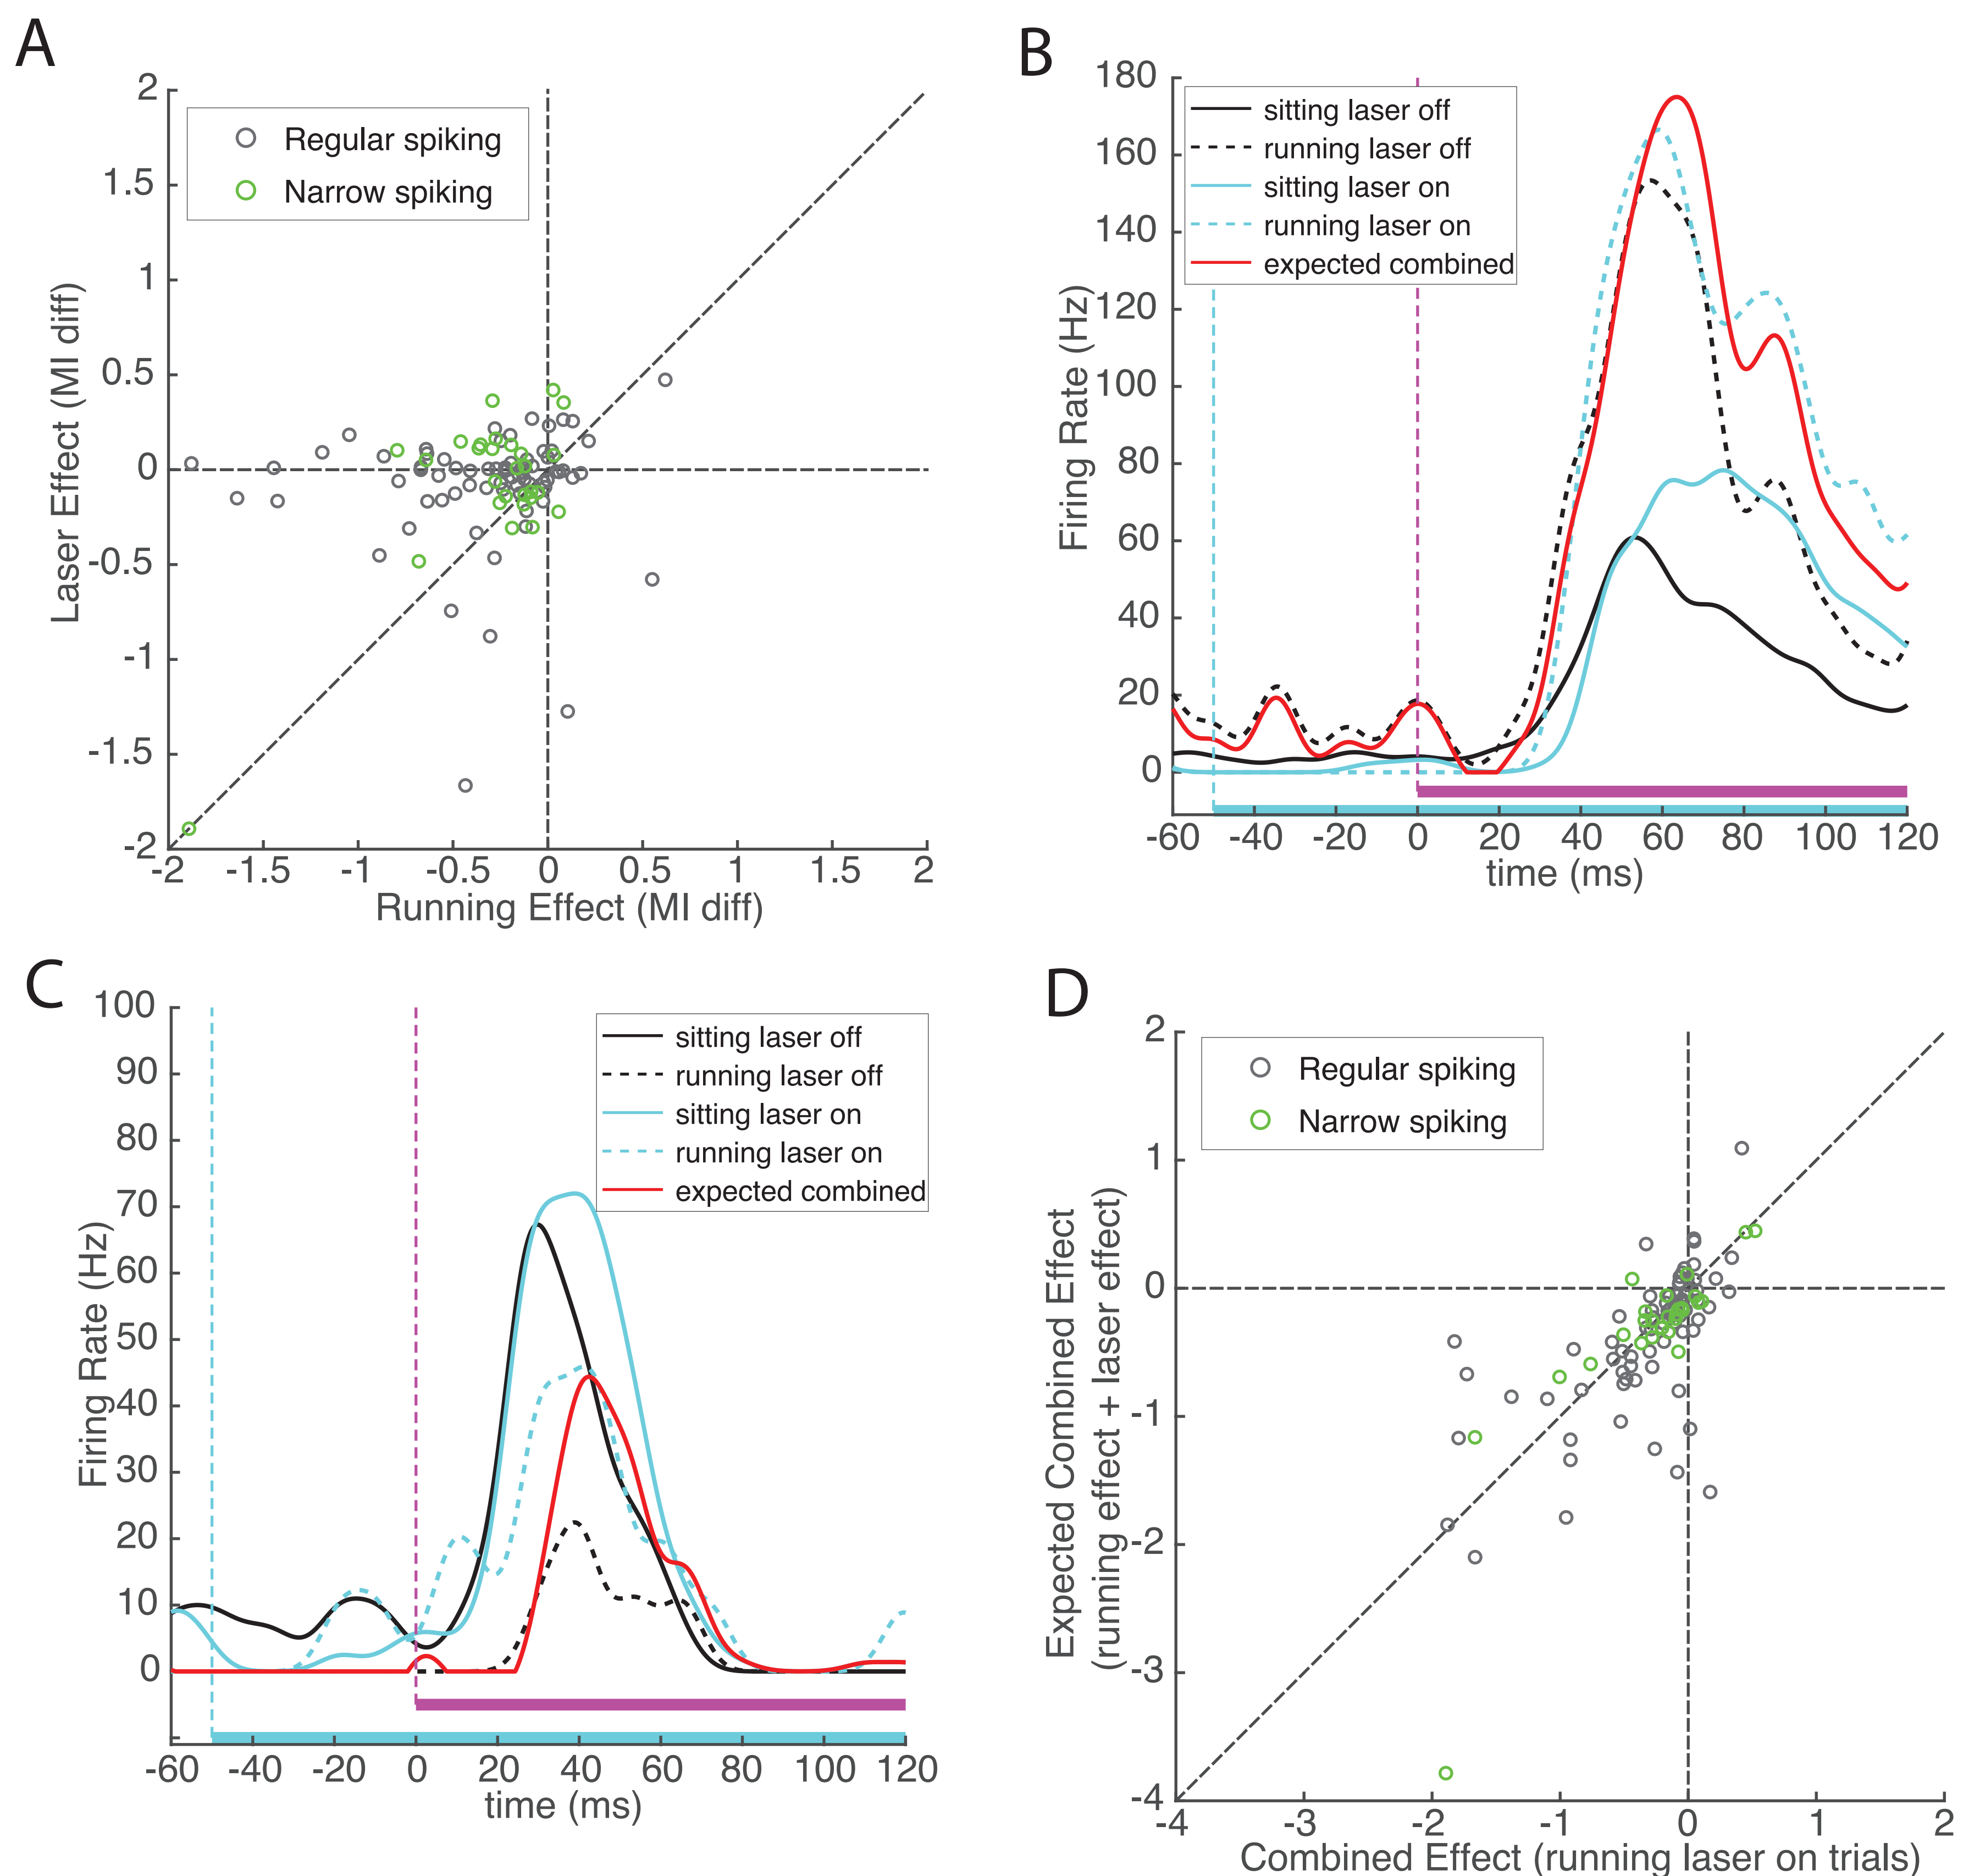 A
2
1.5
1
0.5
0
-0.5
-1
-1.5
-2
Laser Effect (MI diff)
Regular spiking
Narrow spiking
-2 -1.5 -1 -0.5 0 0.5 1 1.5 2
Running Effect (MI diff)
B
180
160
140
120
100
80
60
40
20
0
Firing Rate (Hz)
sitting laser off
running laser off
sitting laser on
running laser on
expected combined
-60 -40 -20 0 20 40 60 80 100 120
time (ms)
C
100
90
80
70
60
50
40
30
20
10
0
Firing Rate (Hz)
sitting laser off
running laser off
sitting laser on
running laser on
expected combined
-60 -40 -20 0 20 40 60 80 100 120
time (ms)
D
2
1
0
-1
-2
-3
-4
Expected Combined Effect
(running effect + laser effect)
Regular spiking
Narrow spiking
-4 -3 -2 -1 0 1 2
Combined Effect (running laser on trials)